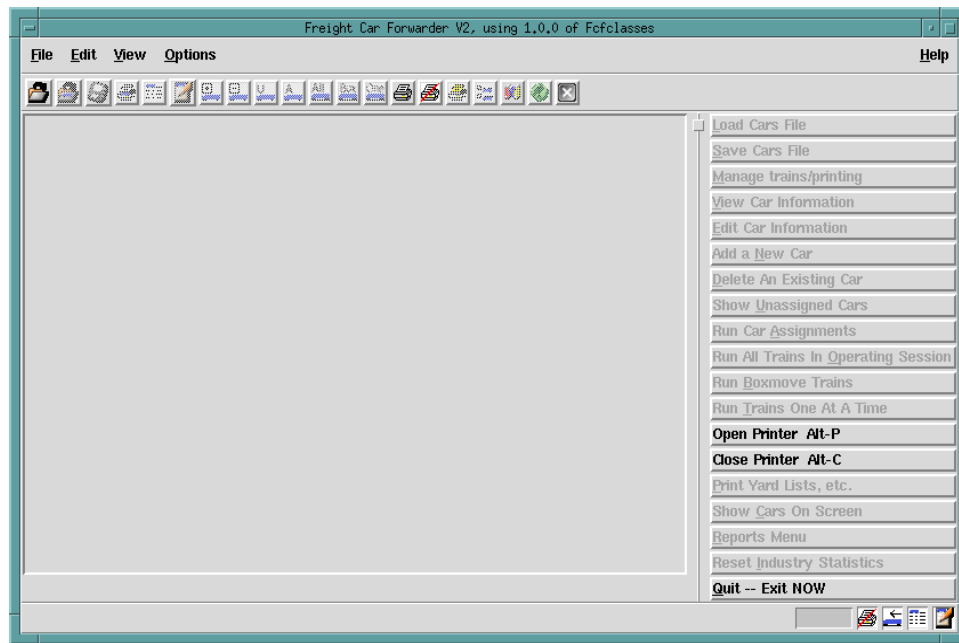 Freight Car Forwarder V2, using 1.0.0 of Fcfclasses
File Edit View Options Help
Load Cars File
Save Cars File
Manage trains/printing
View Car Information
Edit Car Information
Add a New Car
Delete An Existing Car
Show Unassigned Cars
Run Car Assignments
Run All Trains In Operating Session
Run Boxmove Trains
Run Trains One At A Time
Open Printer Alt-P
Close Printer Alt-C
Print Yard Lists, etc.
Show Cars On Screen
Reports Menu
Reset Industry Statistics
Quit -- Exit NOW